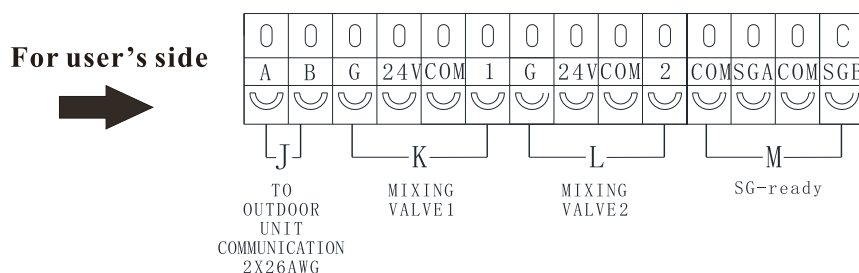 For user's side
A B G 24V COM 1 G 24V COM 2 COM SGA COM SGB
J K L M
TO
OUTDOOR
UNIT
COMMUNICATION
2X26AWG
MIXING
VALVE1
MIXING
VALVE2
SG-ready